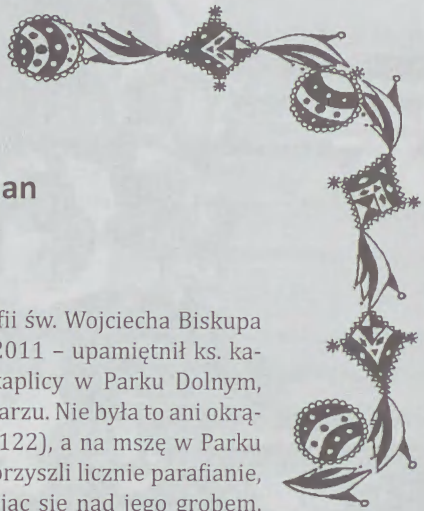 an
fii św. Wojciecha Biskupa
2011 – upamiętnił ks. ka-
kaplicy w Parku Dolnym,
arzu. Nie była to ani okrą-
122), a na mszę w Parku
przyszli licznie parafianie,
jąc się nad jego grobem.